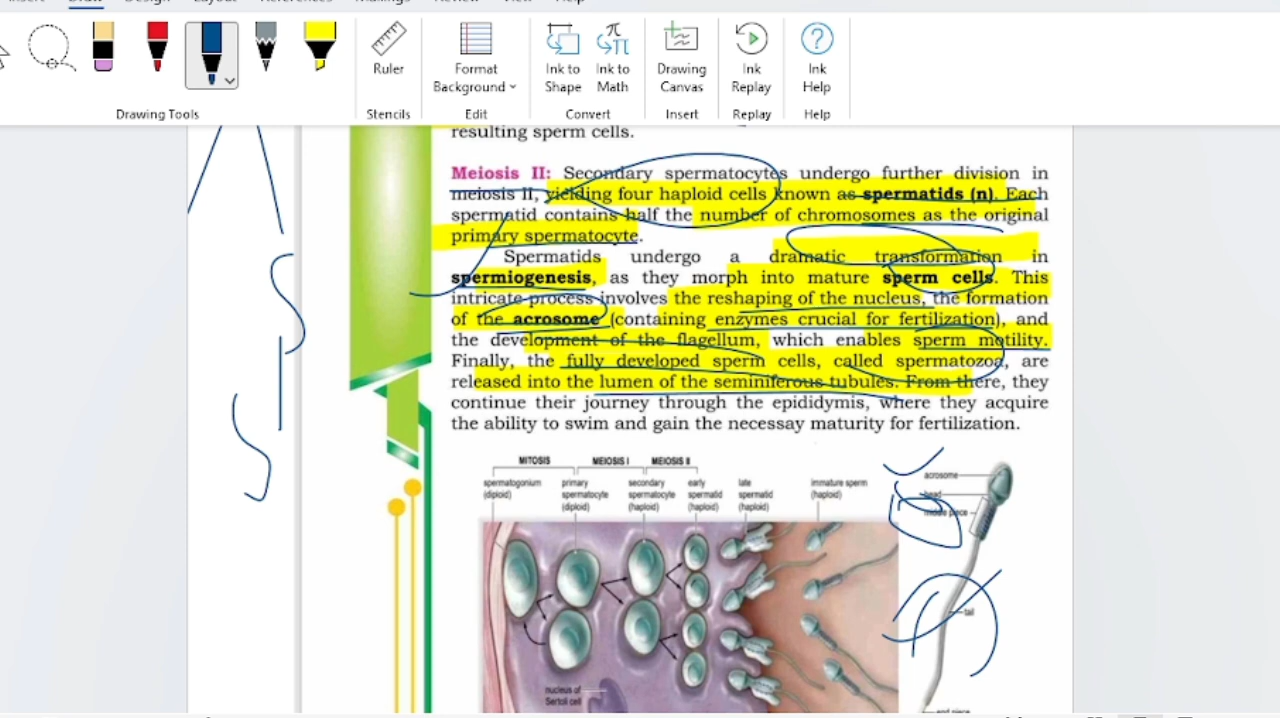 Ruler
Format
Background
Ink to
Shape
Ink to
Math
Drawing
Canvas
Ink
Replay
Ink
Help
Drawing Tools
Stencils
Edit
Convert
Insert
Replay
Help
resulting sperm cells.
Meiosis II: Secondary spermatocytes undergo further division in
meiosis II, yielding four haploid cells known as spermatids (n). Each
spermatid contains half the number of chromosomes as the original
primary spermatocyte.
Spermatids undergo a dramatic transformation in
spermiogenesis, as they morph into mature sperm cells. This
intricate process involves the reshaping of the nucleus, the formation
of the acrosome (containing enzymes crucial for fertilization), and
the development of the flagellum, which enables sperm motility.
Finally, the fully developed sperm cells, called spermatozoa, are
released into the lumen of the seminiferous tubules. From there, they
continue their journey through the epididymis, where they acquire
the ability to swim and gain the necessay maturity for fertilization.
MITOSIS MEIOSIS I MEIOSIS II
spermatogonium
(diploid)
primary
spermatocyte
(diploid)
secondary
spermatocyte
(haploid)
early
spermatid
(haploid)
late
spermatid
(haploid)
immature sperm
(haploid)
acrosome
head
middle piece
tail
nucleus of
Sertoli cell
end piece